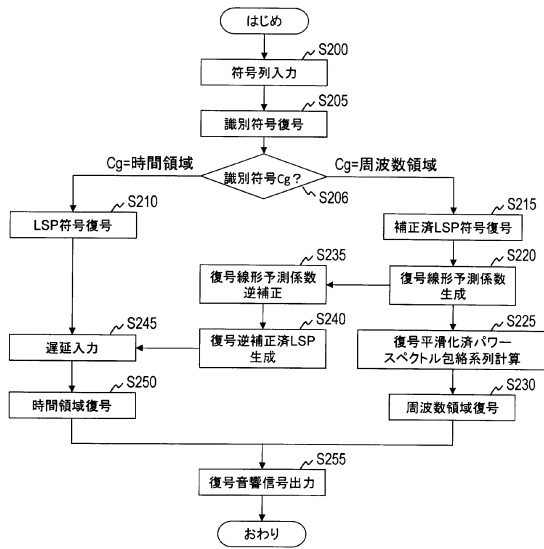 はじめ
S200
符号列入力
S205
識別符号復号
Cg=時間領域
Cg=周波数領域
識別符号Cg?
S206
S210
LSP符号復号
S215
補正済LSP符号復号
S235
復号線形予測係数
逆補正
S220
復号線形予測係数
生成
S240
復号逆補正済LSP
生成
S245
遅延入力
S225
復号平滑化済パワー
スペクトル包絡系列計算
S250
時間領域復号
S230
周波数領域復号
S255
復号音響信号出力
おわり